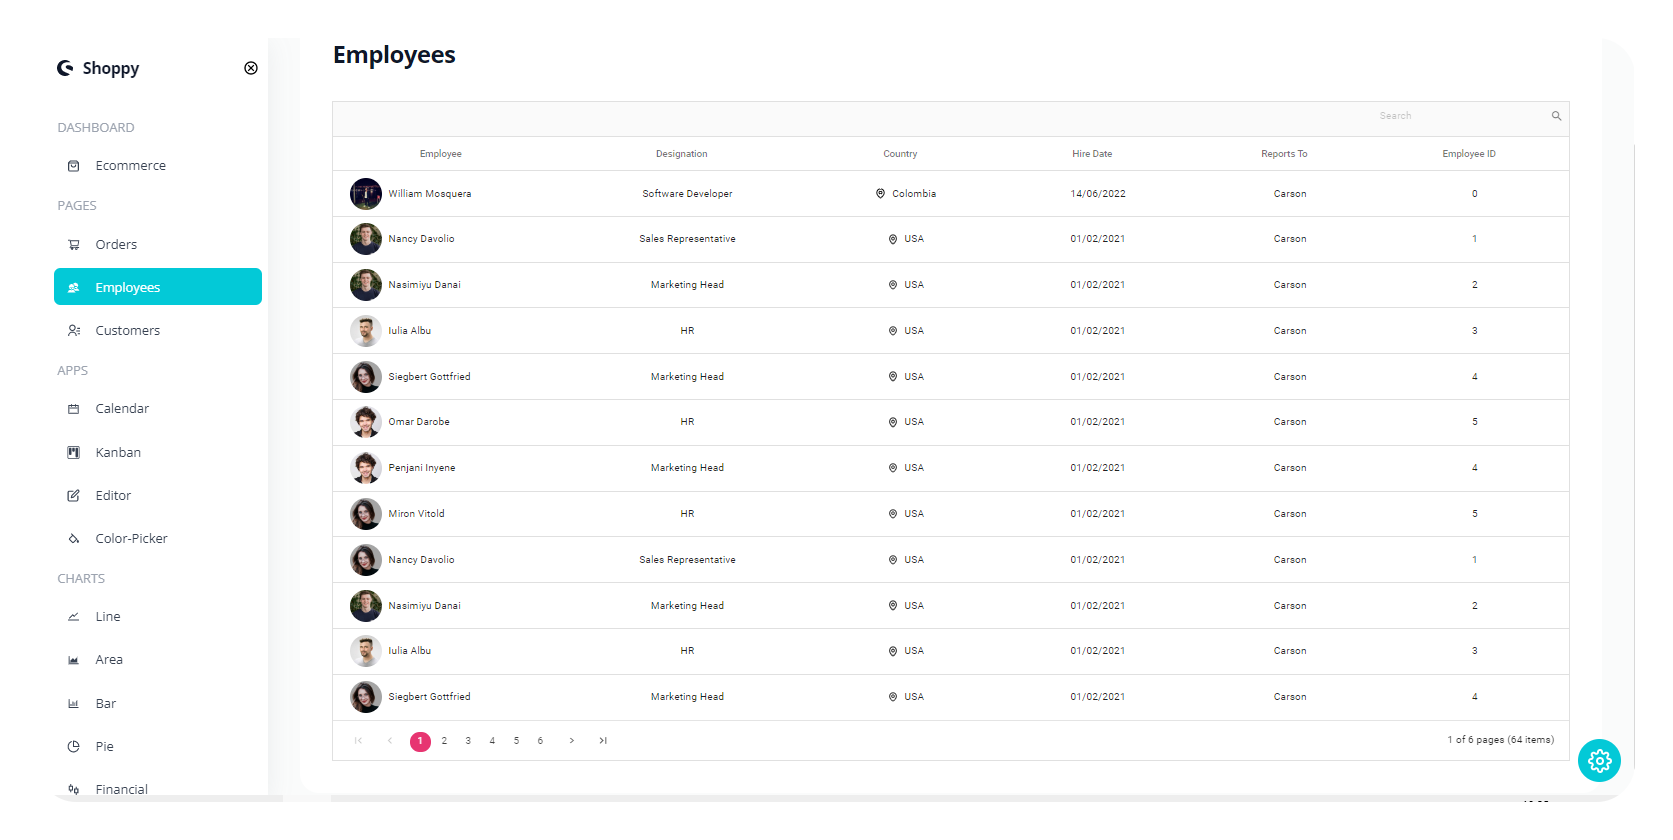 Shoppy
DASHBOARD
Ecommerce
PAGES
Orders
Employees
Customers
APPS
Calendar
Kanban
Editor
Color-Picker
CHARTS
Line
Area
Bar
Pie
Financial
Employees
Search
Employee Designation Country Hire Date Reports To Employee ID
William Mosquera Software Developer Colombia 14/06/2022 Carson 0
Nancy Davolio Sales Representative USA 01/02/2021 Carson 1
Nasimiyu Danai Marketing Head USA 01/02/2021 Carson 2
Iulia Albu HR USA 01/02/2021 Carson 3
Siegbert Gottfried Marketing Head USA 01/02/2021 Carson 4
Omar Darobe HR USA 01/02/2021 Carson 5
Penjani Inyene Marketing Head USA 01/02/2021 Carson 4
Miron Vitold HR USA 01/02/2021 Carson 5
Nancy Davolio Sales Representative USA 01/02/2021 Carson 1
Nasimiyu Danai Marketing Head USA 01/02/2021 Carson 2
Iulia Albu HR USA 01/02/2021 Carson 3
Siegbert Gottfried Marketing Head USA 01/02/2021 Carson 4
1 2 3 4 5 6 1 of 6 pages (64 items)